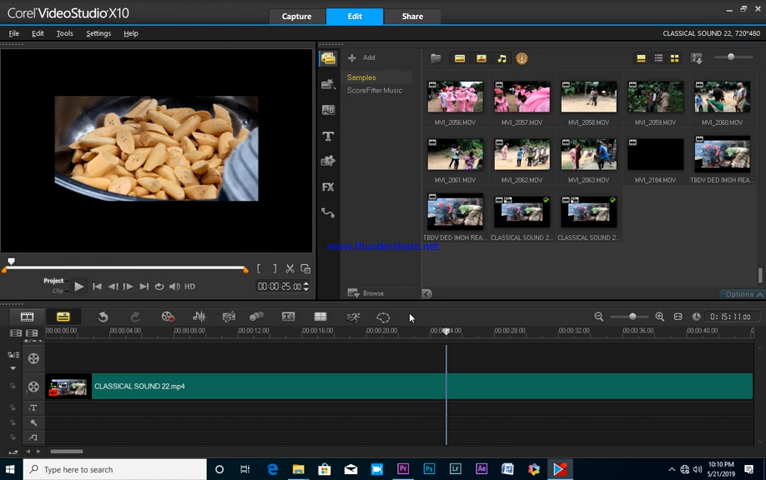 Corel VideoStudio X10
Capture
Edit
Share
File
Edit
Tools
Settings
Help
CLASSICAL SOUND 22, 720*480
Add
Samples
ScoreFitter Music
MVI_2056.MOV
MVI_2057.MOV
MVI_2058.MOV
MVI_2059.MOV
MVI_2060.MOV
MVI_2061.MOV
MVI_2062.MOV
MVI_2063.MOV
MVI_2184.MOV
TBDV DED IMOH REA...
TBDV DED IMOH REA...
CLASSICAL SOUND 2...
CLASSICAL SOUND 2...
www.thundershare.net
T
FX
Project
Clip
HD
00:00:25.00
Browse
Options
0:15:11.00
00:00:00.00
00:00:04.00
00:00:08.00
00:00:12.00
00:00:16.00
00:00:20.00
00:00:28.00
00:00:32.00
00:00:36.00
00:00:40.00
CLASSICAL SOUND 22.mp4
Type here to search
Pr
Ps
Lr
Ae
10:10 PM
5/21/2019